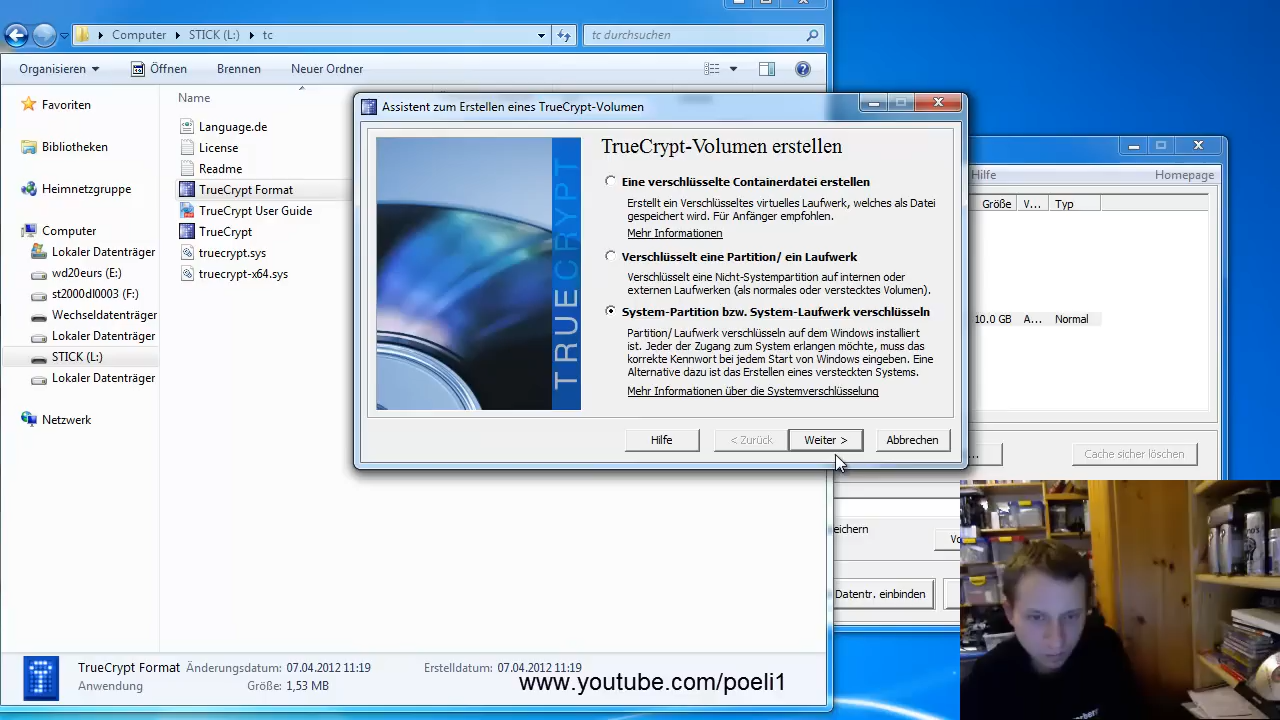 Computer
STICK (L:)
tc
tc durchsuchen
Organisieren
Öffnen
Brennen
Neuer Ordner
Favoriten
Bibliotheken
Heimnetzgruppe
Computer
Lokaler Datenträger
wd20eurs (E:)
st2000dl0003 (F:)
Wechseldatenträger
Lokaler Datenträger
STICK (L:)
Lokaler Datenträger
Netzwerk
Name
Language.de
License
Readme
TrueCrypt Format
TrueCrypt User Guide
TrueCrypt
truecrypt.sys
truecrypt-x64.sys
Assistent zum Erstellen eines TrueCrypt-Volumen
TRUECRYPT
TrueCrypt-Volumen erstellen
Eine verschlüsselte Containerdatei erstellen
Erstellt ein Verschlüsseltes virtuelles Laufwerk, welches als Datei
gespeichert wird. Für Anfänger empfohlen.
Mehr Informationen
Verschlüsselt eine Partition/ ein Laufwerk
Verschlüsselt eine Nicht-Systempartition auf internen oder
externen Laufwerken (als normales oder verstecktes Volumen).
System-Partition bzw. System-Laufwerk verschlüsseln
Partition/ Laufwerk verschlüsseln auf dem Windows installiert
ist. Jeder der Zugang zum System erlangen möchte, muss das
korrekte Kennwort bei jedem Start von Windows eingeben. Eine
Alternative dazu ist das Erstellen eines versteckten Systems.
Mehr Informationen über die Systemverschlüsselung
Hilfe
< Zurück
Weiter >
Abbrechen
Hilfe
Homepage
Größe
V...
Typ
10.0 GB
A...
Normal
...
Cache sicher löschen
eichern
Datentr. einbinden
TrueCrypt Format
Änderungsdatum: 07.04.2012 11:19
Erstelldatum: 07.04.2012 11:19
Anwendung
Größe: 1,53 MB
www.youtube.com/poeli1